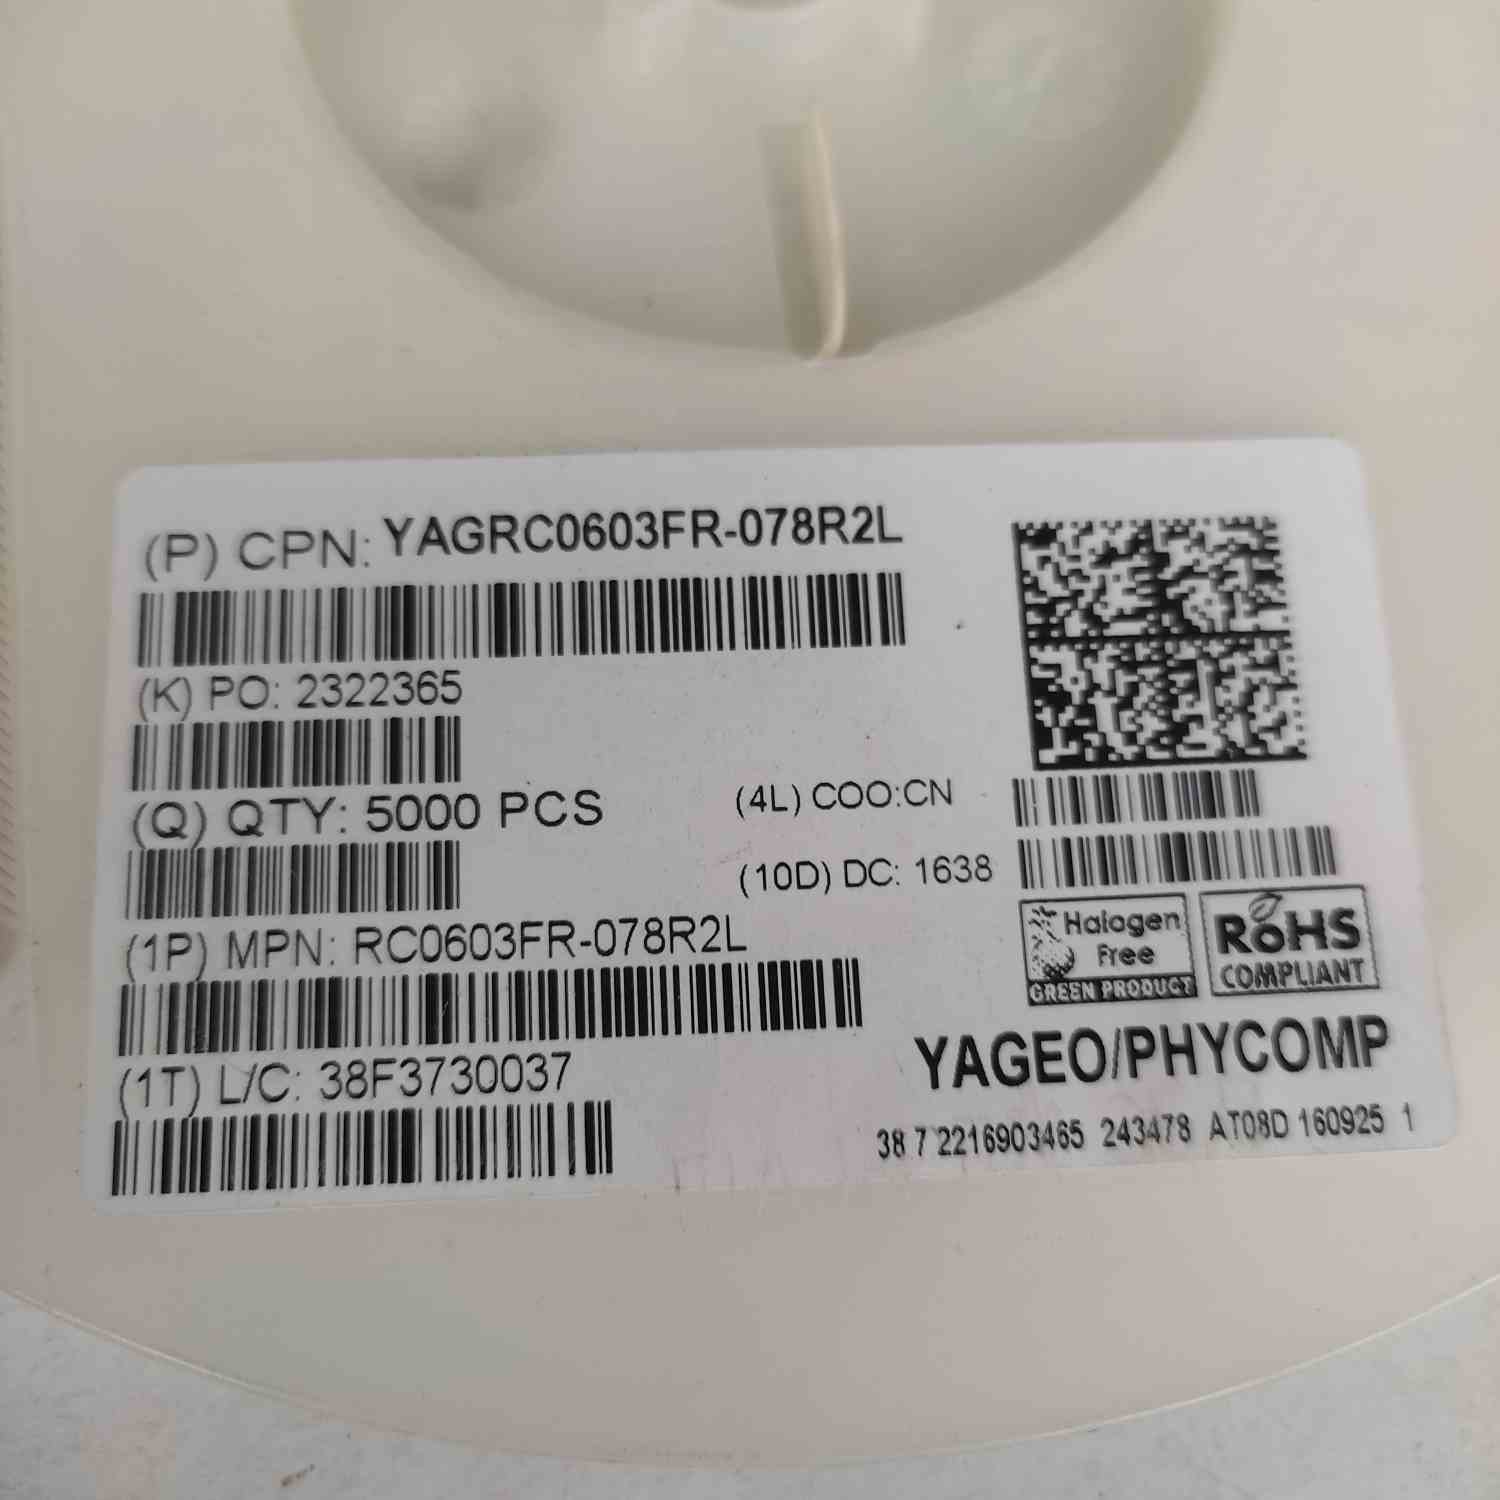 (P) CPN: YAGRC0603FR-078R2L
(K) PO: 2322365
(Q) QTY: 5000 PCS
(4L) COO:CN
(10D) DC: 1638
(1P) MPN: RC0603FR-078R2L
(1T) L/C: 38F3730037
Halogen
Free
GREEN PRODUCT
RoHS
COMPLIANT
YAGEO/PHYCOMP
38 7 2216903465 243478 AT08D 160925 1